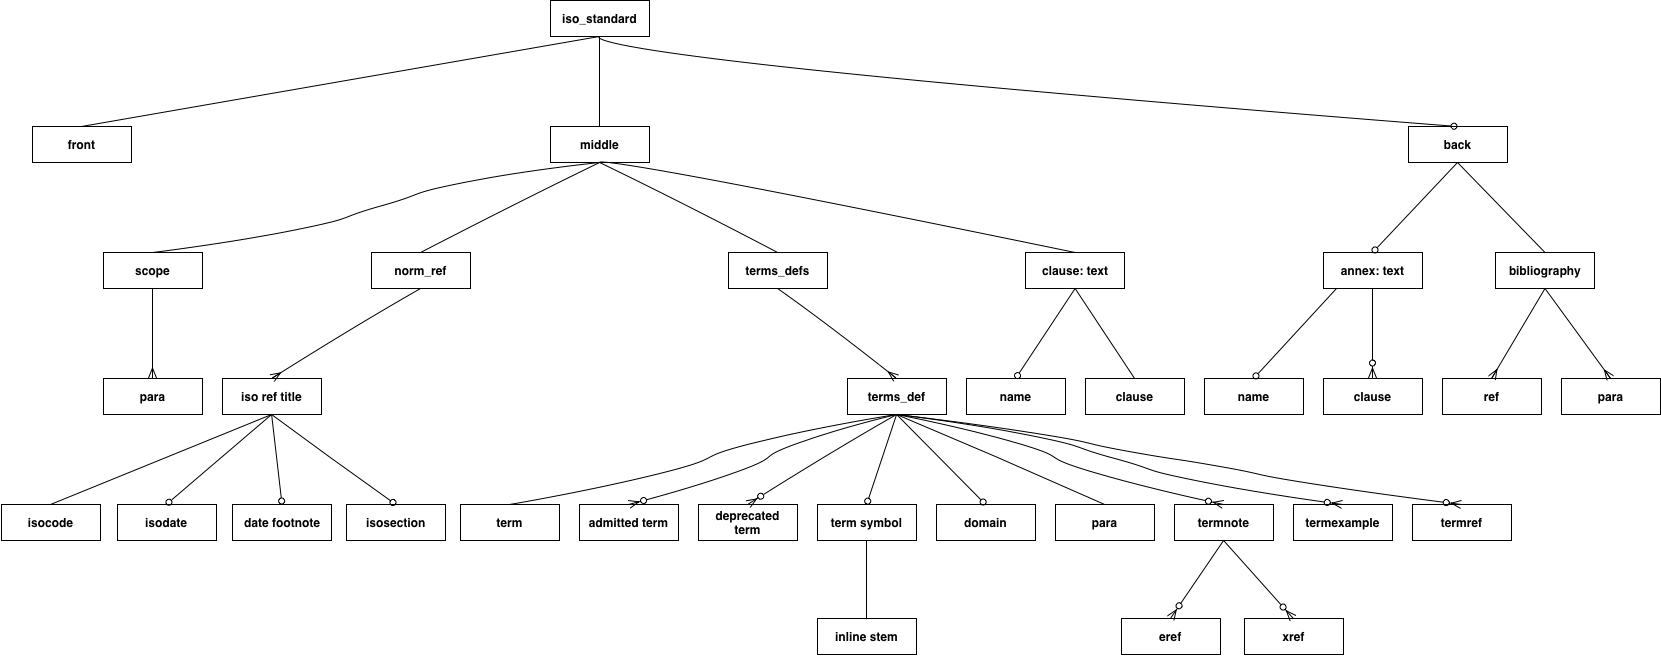 iso_standard
front
middle
back
scope
norm_ref
terms_defs
clause: text
annex: text
bibliography
para
iso ref title
terms_def
name
clause
name
clause
ref
para
isocode
isodate
date footnote
isosection
term
admitted term
deprecated
term
term symbol
domain
para
termnote
termexample
termref
inline stem
eref
xref